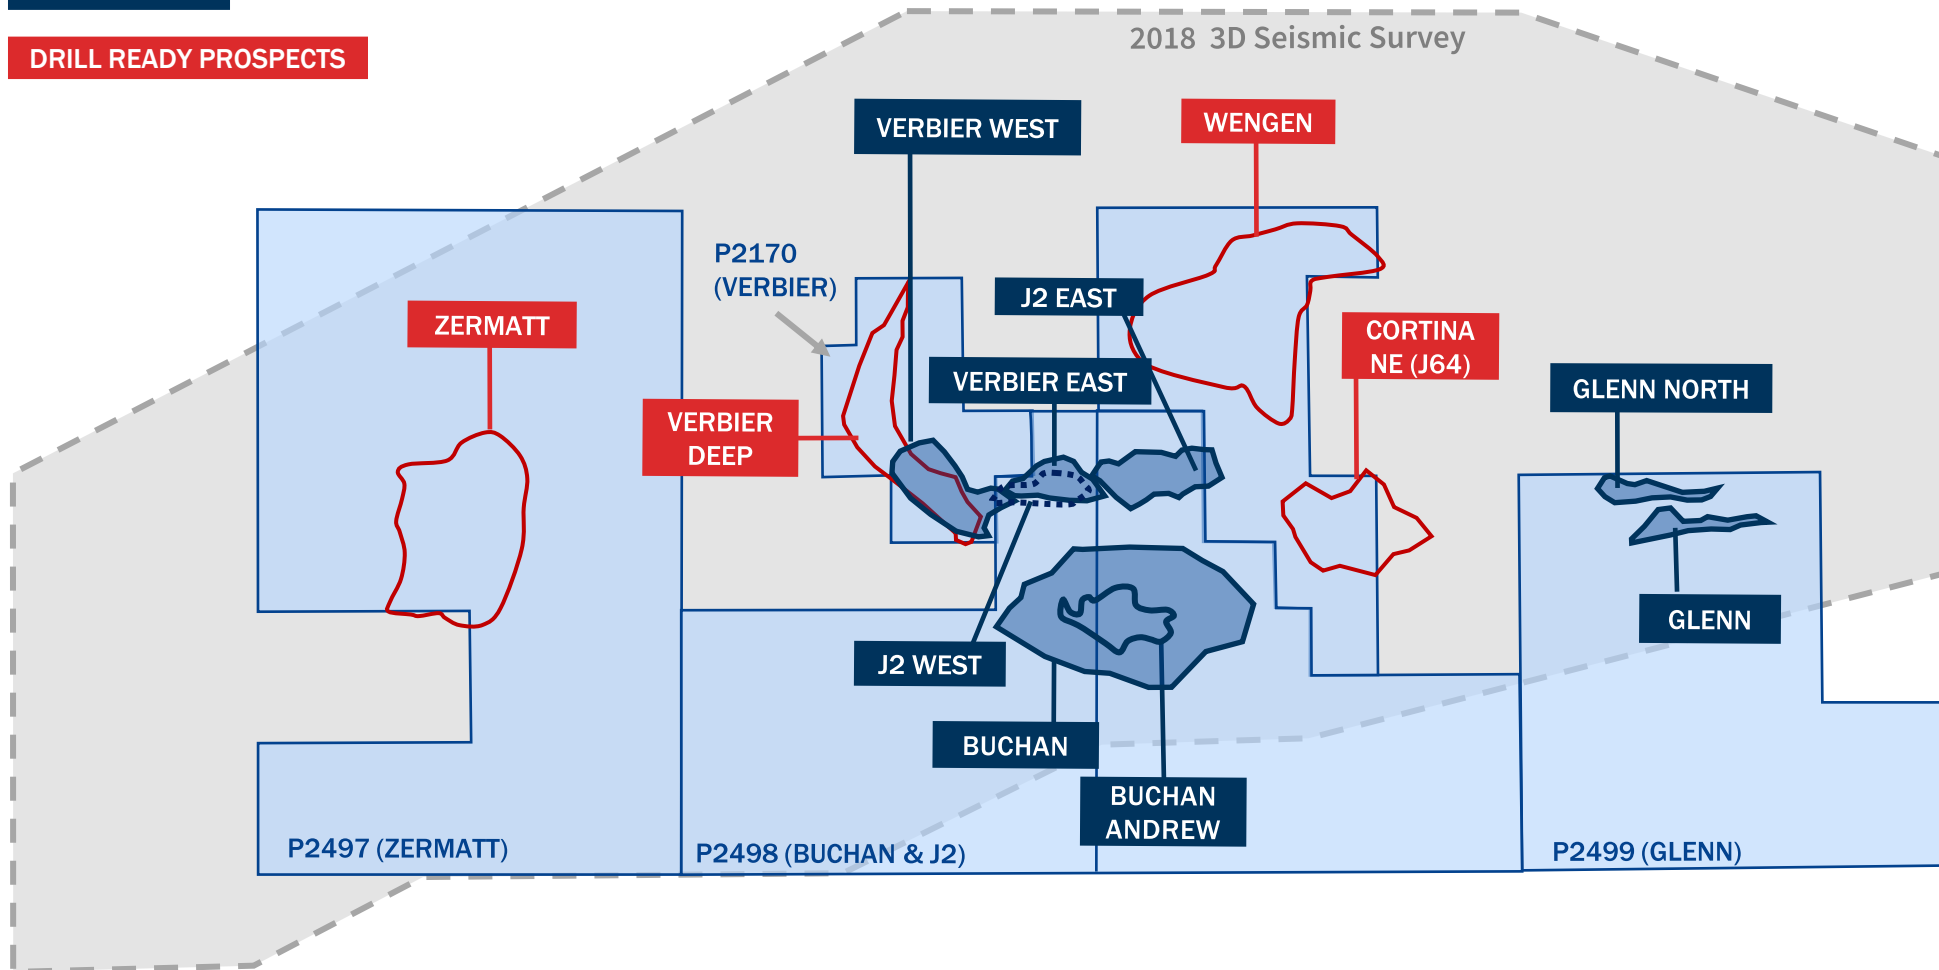 DRILL READY PROSPECTS
2018 3D Seismic Survey
VERBIER WEST
WENGEN
P2170
(VERBIER)
J2 EAST
ZERMATT
CORTINA
NE (J64)
VERBIER EAST
GLENN NORTH
VERBIER
DEEP
GLENN
J2 WEST
BUCHAN
BUCHAN
ANDREW
P2497 (ZERMATT)
P2498 (BUCHAN & J2)
P2499 (GLENN)